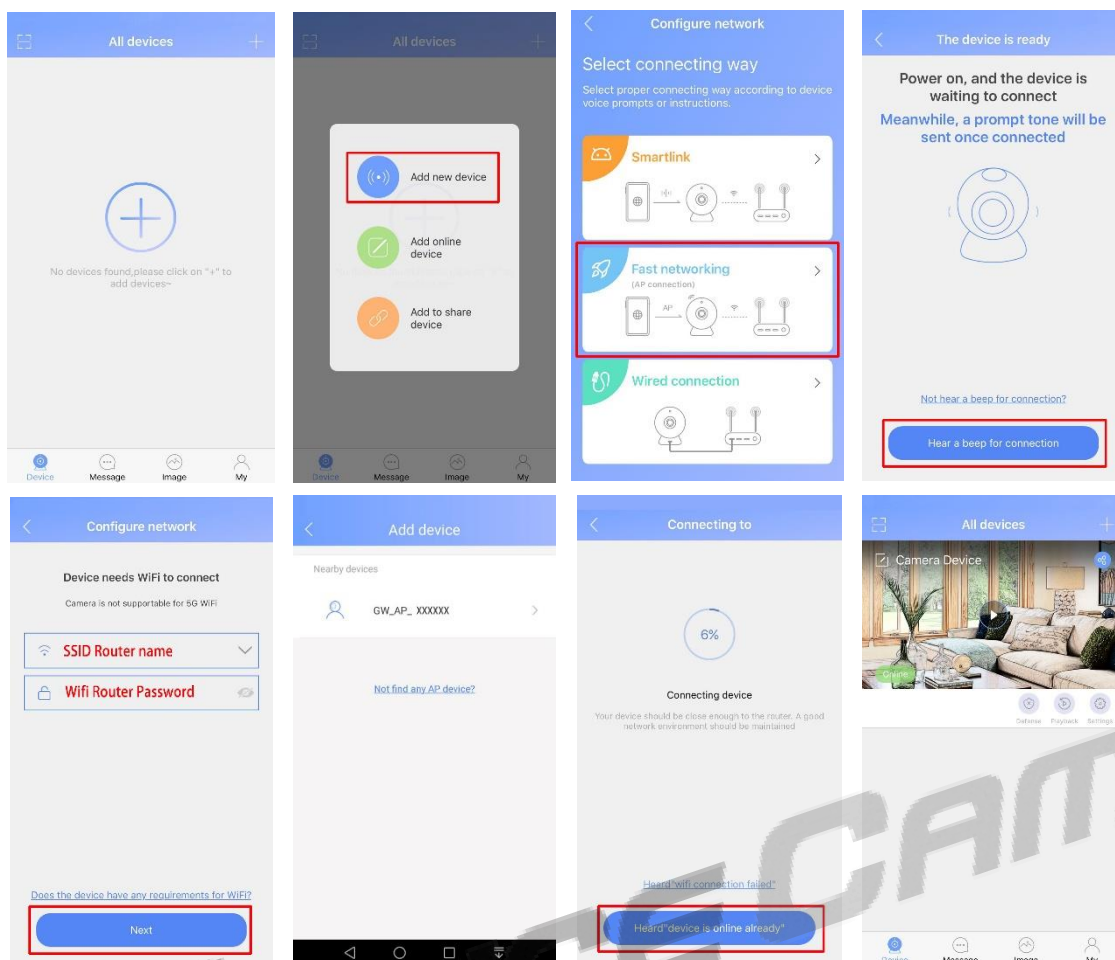 All devices
No devices found,please click on "+" to
add devices~
Device
Message
Image
My
All devices
Add new device
Add online
device
Add to share
device
Device
Message
Image
My
Configure network
Select connecting way
Select proper connecting way according to device
voice prompts or instructions.
Smartlink
Fast networking
(AP connection)
AP
Wired connection
The device is ready
Power on, and the device is
waiting to connect
Meanwhile, a prompt tone will be
sent once connected
Not hear a beep for connection?
Hear a beep for connection
Configure network
Device needs WiFi to connect
Camera is not supportable for 5G WiFi
SSID Router name
Wifi Router Password
Does the device have any requirements for WiFi?
Next
Add device
Nearby devices
GW_AP_ XXXXXX
Not find any AP device?
Connecting to
6%
Connecting device
Your device should be close enough to the router. A good
network environment should be maintained
Heard"wifi connection failed"
Heard"device is online already"
All devices
Camera Device
Online
Defense
Playback
Settings
Device
Message
Image
My
ECAM